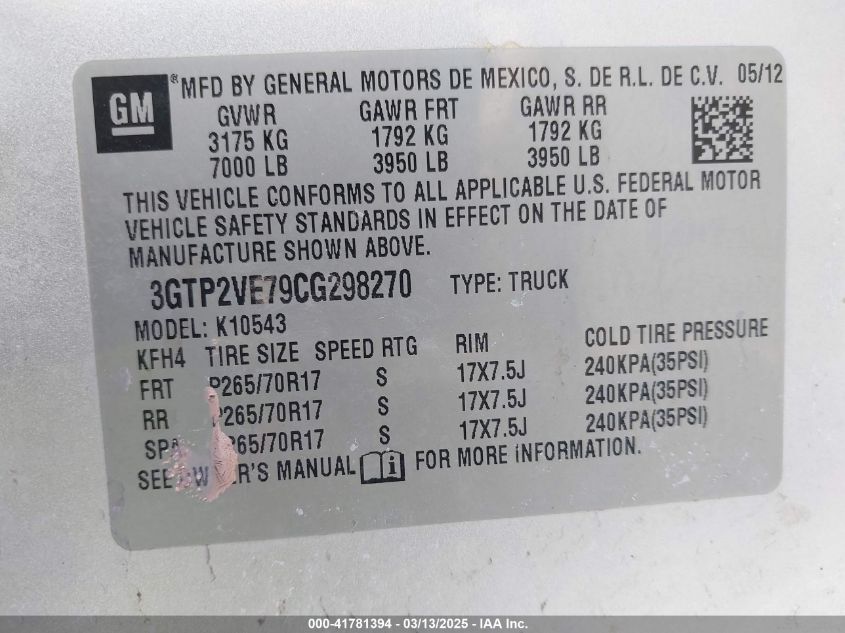 GM
® MFD BY GENERAL MOTORS DE MEXICO, S. DE R.L. DE C.V. 05/12
GVWR GAWR FRT GAWR RR
3175 KG 1792 KG 1792 KG
7000 LB 3950 LB 3950 LB
THIS VEHICLE CONFORMS TO ALL APPLICABLE U.S. FEDERAL MOTOR
VEHICLE SAFETY STANDARDS IN EFFECT ON THE DATE OF
MANUFACTURE SHOWN ABOVE.
3GTP2VE79CG298270 TYPE: TRUCK
MODEL: K10543
KFH4 TIRE SIZE SPEED RTG RIM COLD TIRE PRESSURE
FRT P265/70R17 S 17X7.5J 240KPA(35PSI)
RR P265/70R17 S 17X7.5J 240KPA(35PSI)
265/70R17 S 17X7.5J 240KPA(35PSI)
SEE MANUAL i FOR MORE INFORMATION.
000-41781394 - 03/13/2025 - IAA Inc.